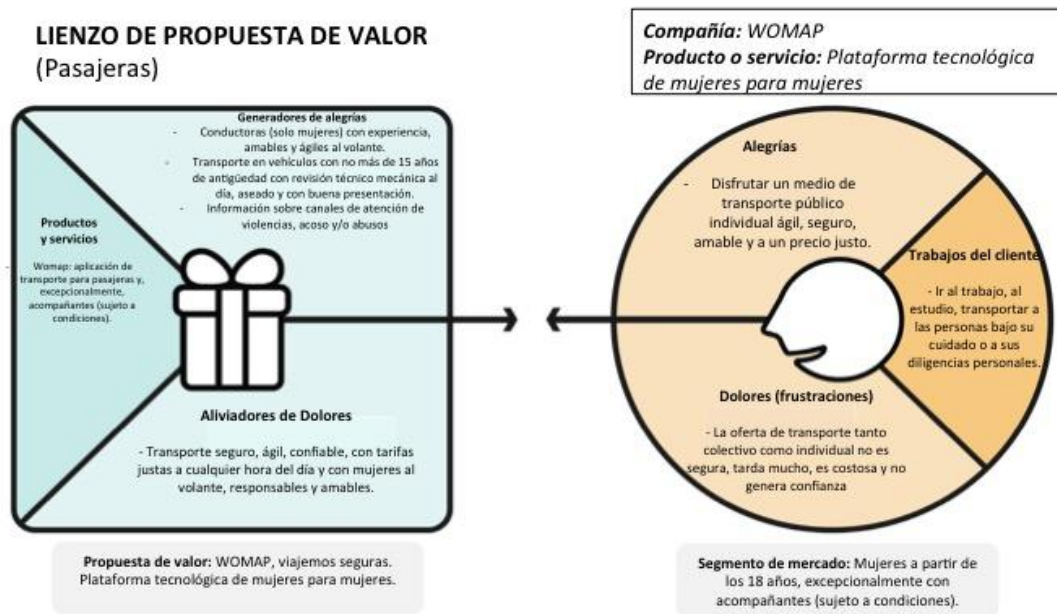 LIENZO DE PROPUESTA DE VALOR
(Pasajeras)
Compañía: WOMAP
Producto o servicio: Plataforma tecnológica
de mujeres para mujeres
Generadores de alegrías
- Conductoras (solo mujeres) con experiencia,
amables y ágiles al volante.
- Transporte en vehículos con no más de 15 años
de antigüedad con revisión técnico mecánica al
día, aseado y con buena presentación.
- Información sobre canales de atención de
violencias, acoso y/o abusos
Productos
y servicios
- Womap: aplicación de
transporte para pasajeras y,
excepcionalmente,
acompañantes (sujeto a
condiciones).
Aliviadores de Dolores
- Transporte seguro, ágil, confiable, con tarifas
justas a cualquier hora del día y con mujeres al
volante, responsables y amables.
Alegrías
- Disfrutar un medio de
transporte público
individual ágil, seguro,
amable y a un precio justo.
Trabajos del cliente
- Ir al trabajo, al
estudio, transportar a
las personas bajo su
cuidado o a sus
diligencias personales.
Dolores (frustraciones)
- La oferta de transporte tanto
colectivo como individual no es
segura, tarda mucho, es costosa y no
genera confianza
Propuesta de valor: WOMAP, viajemos seguras.
Plataforma tecnológica de mujeres para mujeres.
Segmento de mercado: Mujeres a partir de
los 18 años, excepcionalmente con
acompañantes (sujeto a condiciones).